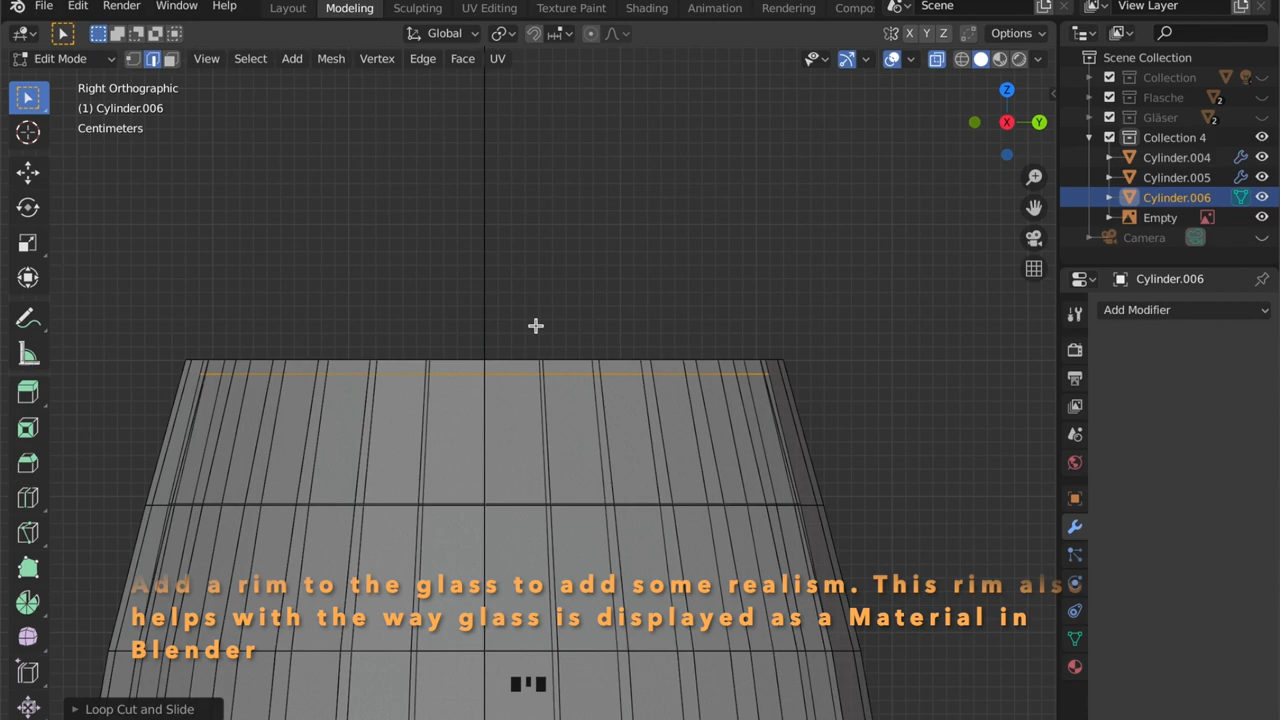 File Edit Render Window Help Layout Modeling Sculpting UV Editing Texture Paint Shading Animation Rendering Compo Scene View Layer
Global X Y Z Options
Edit Mode View Select Add Mesh Vertex Edge Face UV
Scene Collection
Collection
Flasche 2
Gläser 2
Collection 4
Cylinder.004
Cylinder.005
Cylinder.006
Empty
Camera
Right Orthographic
(1) Cylinder.006
Centimeters
Z
X Y
Cylinder.006
Add Modifier
Add a rim to the glass to add some realism. This rim als
helps with the way glass is displayed as a Material in
Blender
Loop Cut and Slide